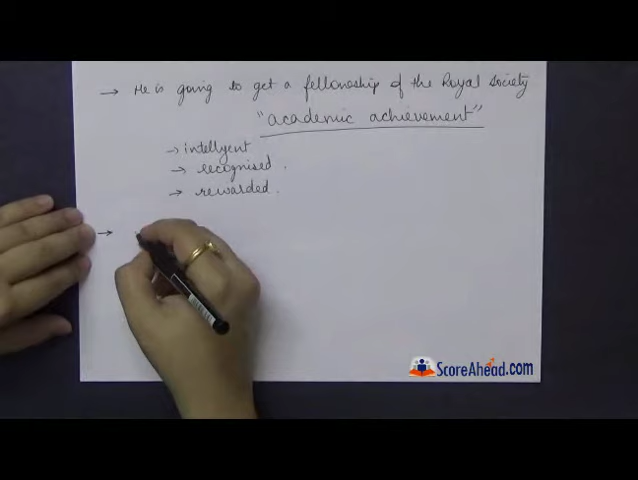 → He is going to get a fellowship of the Royal Society
"academic achievement"
→ intelligent
→ recognised.
→ rewarded.
→
ScoreAhead.com